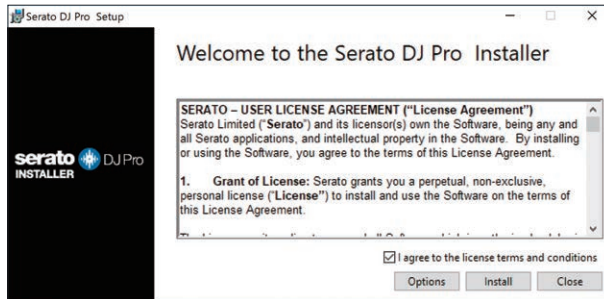 Serato DJ Pro Setup
Welcome to the Serato DJ Pro Installer
SERATO – USER LICENSE AGREEMENT ("License Agreement")
Serato Limited ("Serato") and its licensor(s) own the Software, being any and
all Serato applications, and intellectual property in the Software. By installing
or using the Software, you agree to the terms of this License Agreement.
1. Grant of License: Serato grants you a perpetual, non-exclusive,
personal license ("License") to install and use the Software on the terms of
this License Agreement.
serato DJ Pro
INSTALLER
I agree to the license terms and conditions
Options Install Close